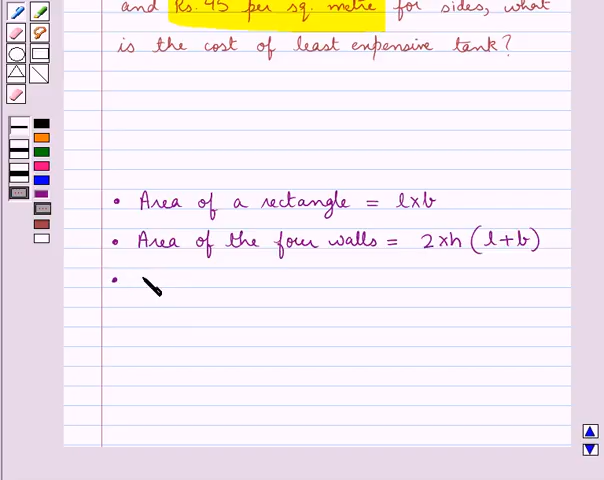 and Rs. 45 per sq. metre for sides, what
is the cost of least expensive tank?
• Area of a rectangle = l×b
• Area of the four walls = 2×h (l+b)
•